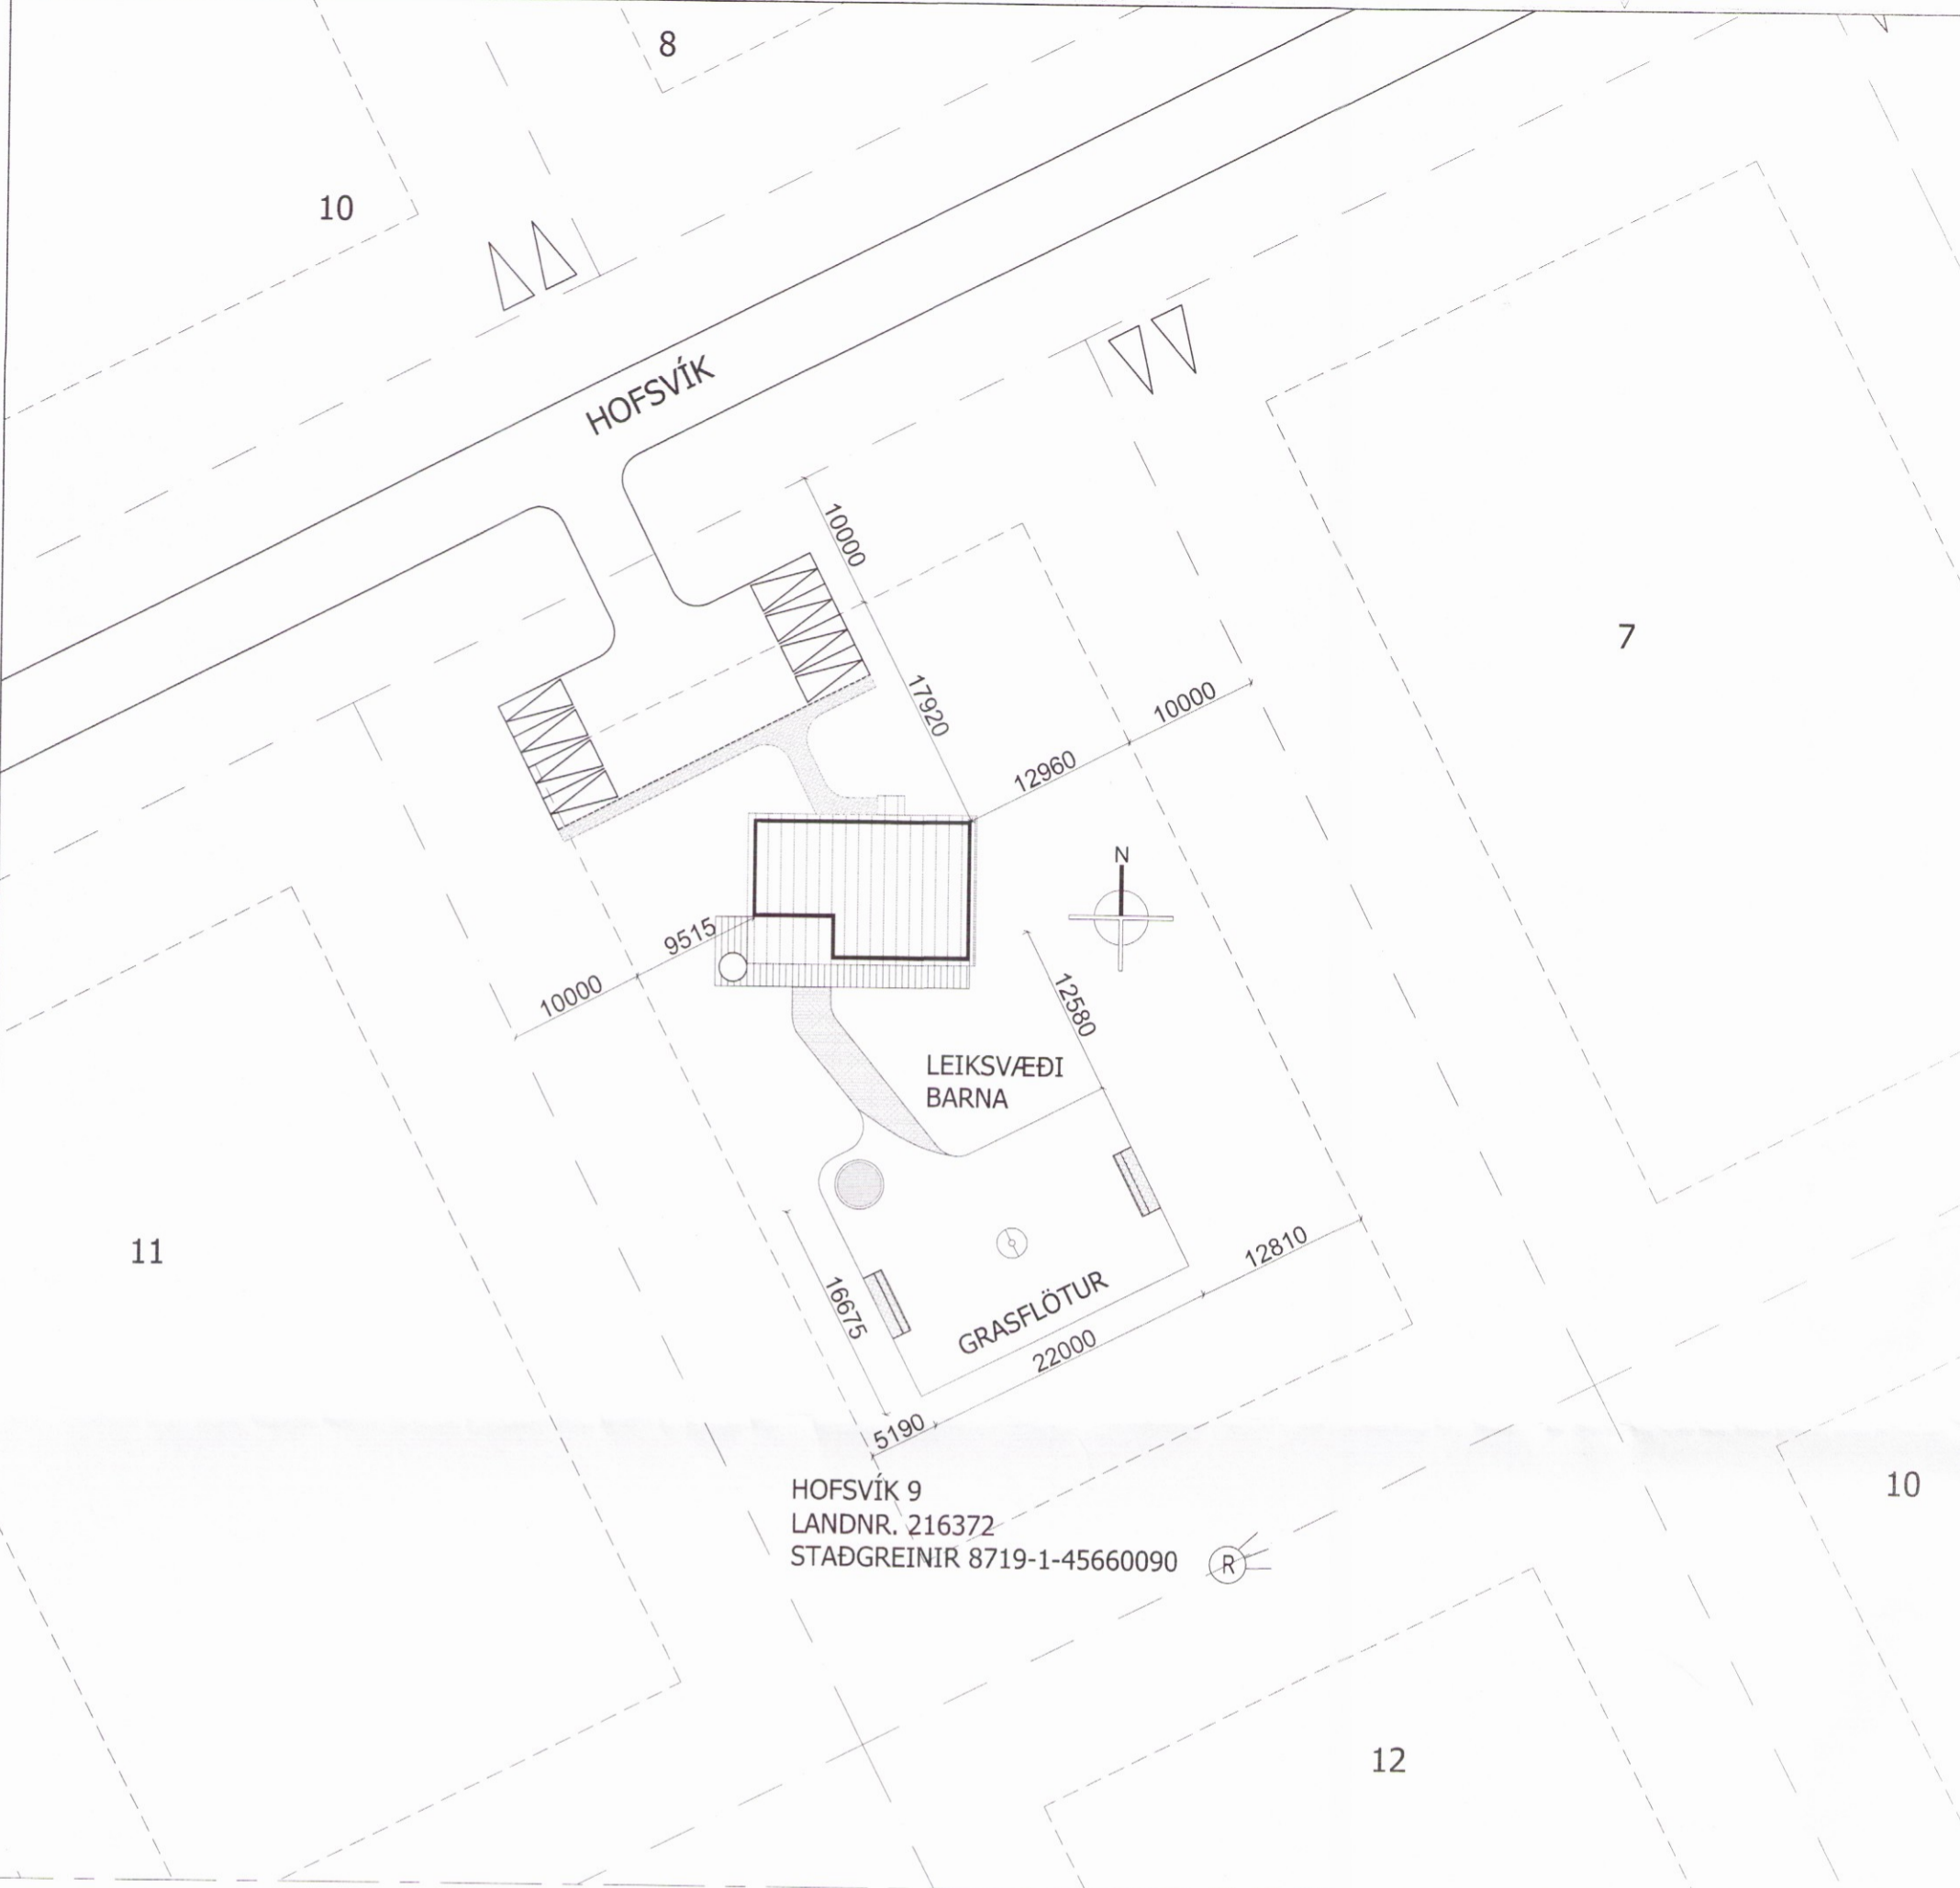 8
10
HOFSVÍK
10000
7
17920
10000
12960
N
9515
10000
12580
LEIKSVÆÐI
BARNA
11
12810
16675
GRASFLÖTUR
22000
5190
HOFSVÍK 9
LANDNR. 216372
STAÐGREINIR 8719-1-45660090
R
10
12